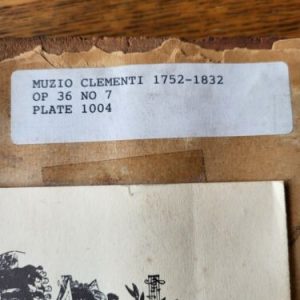 MUZIO CLEMENTI 1752-1832
OP 36 NO 7
PLATE 1004